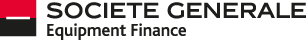 SOCIETE GENERALE
Equipment Finance